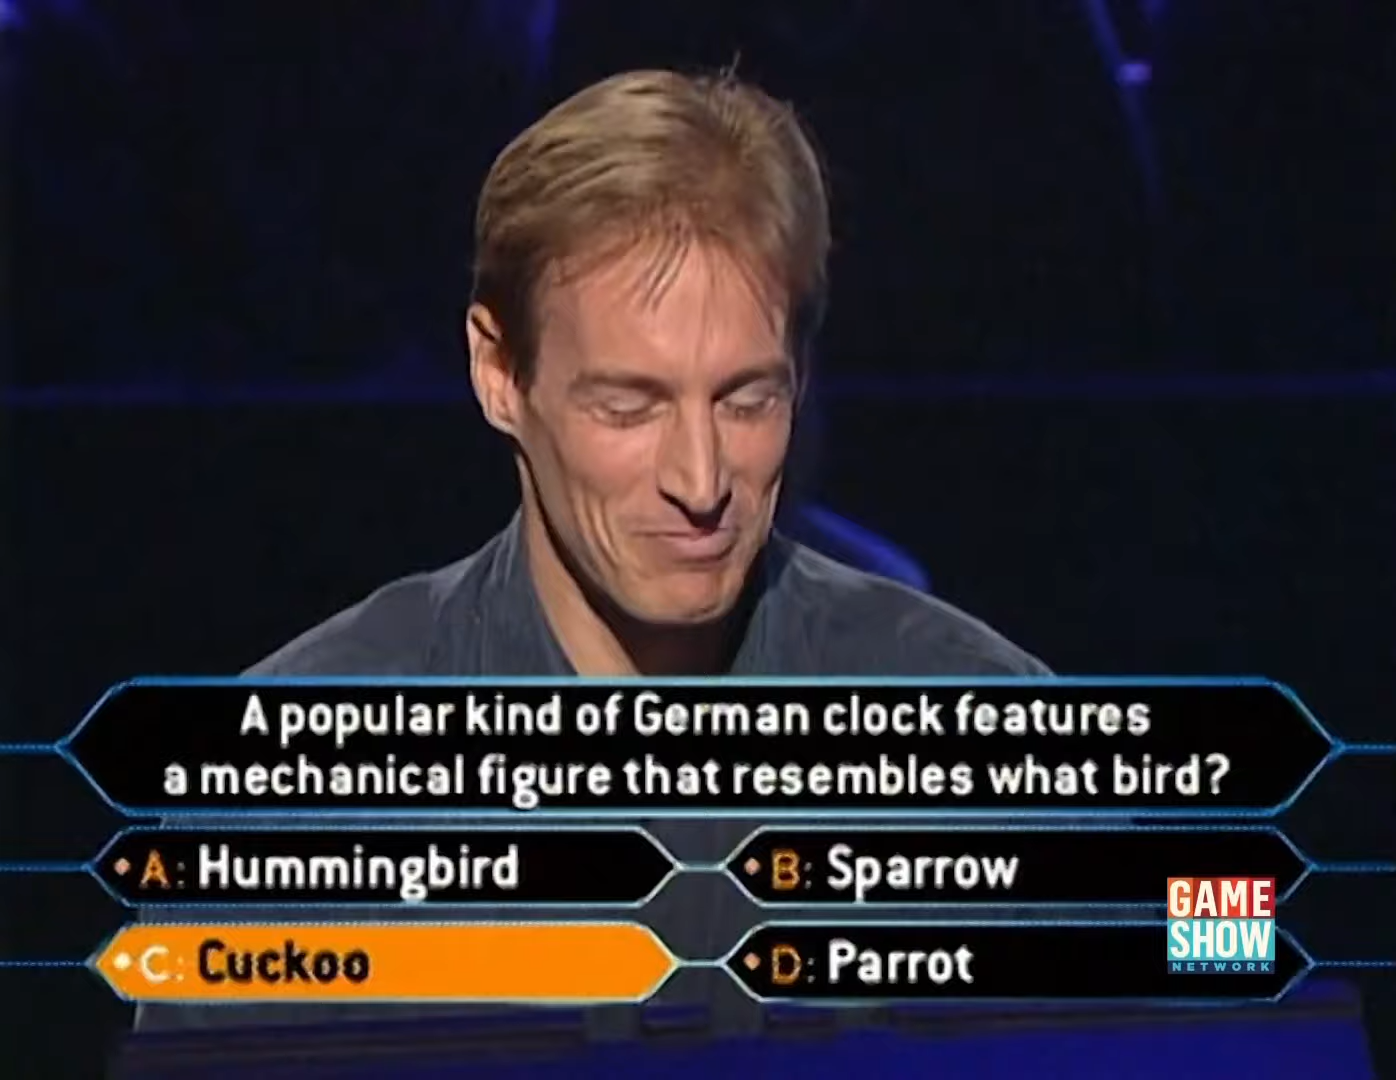 A popular kind of German clock features
a mechanical figure that resembles what bird?
A: Hummingbird
B: Sparrow
C: Cuckoo
D: Parrot
GAME
SHOW
NETWORK